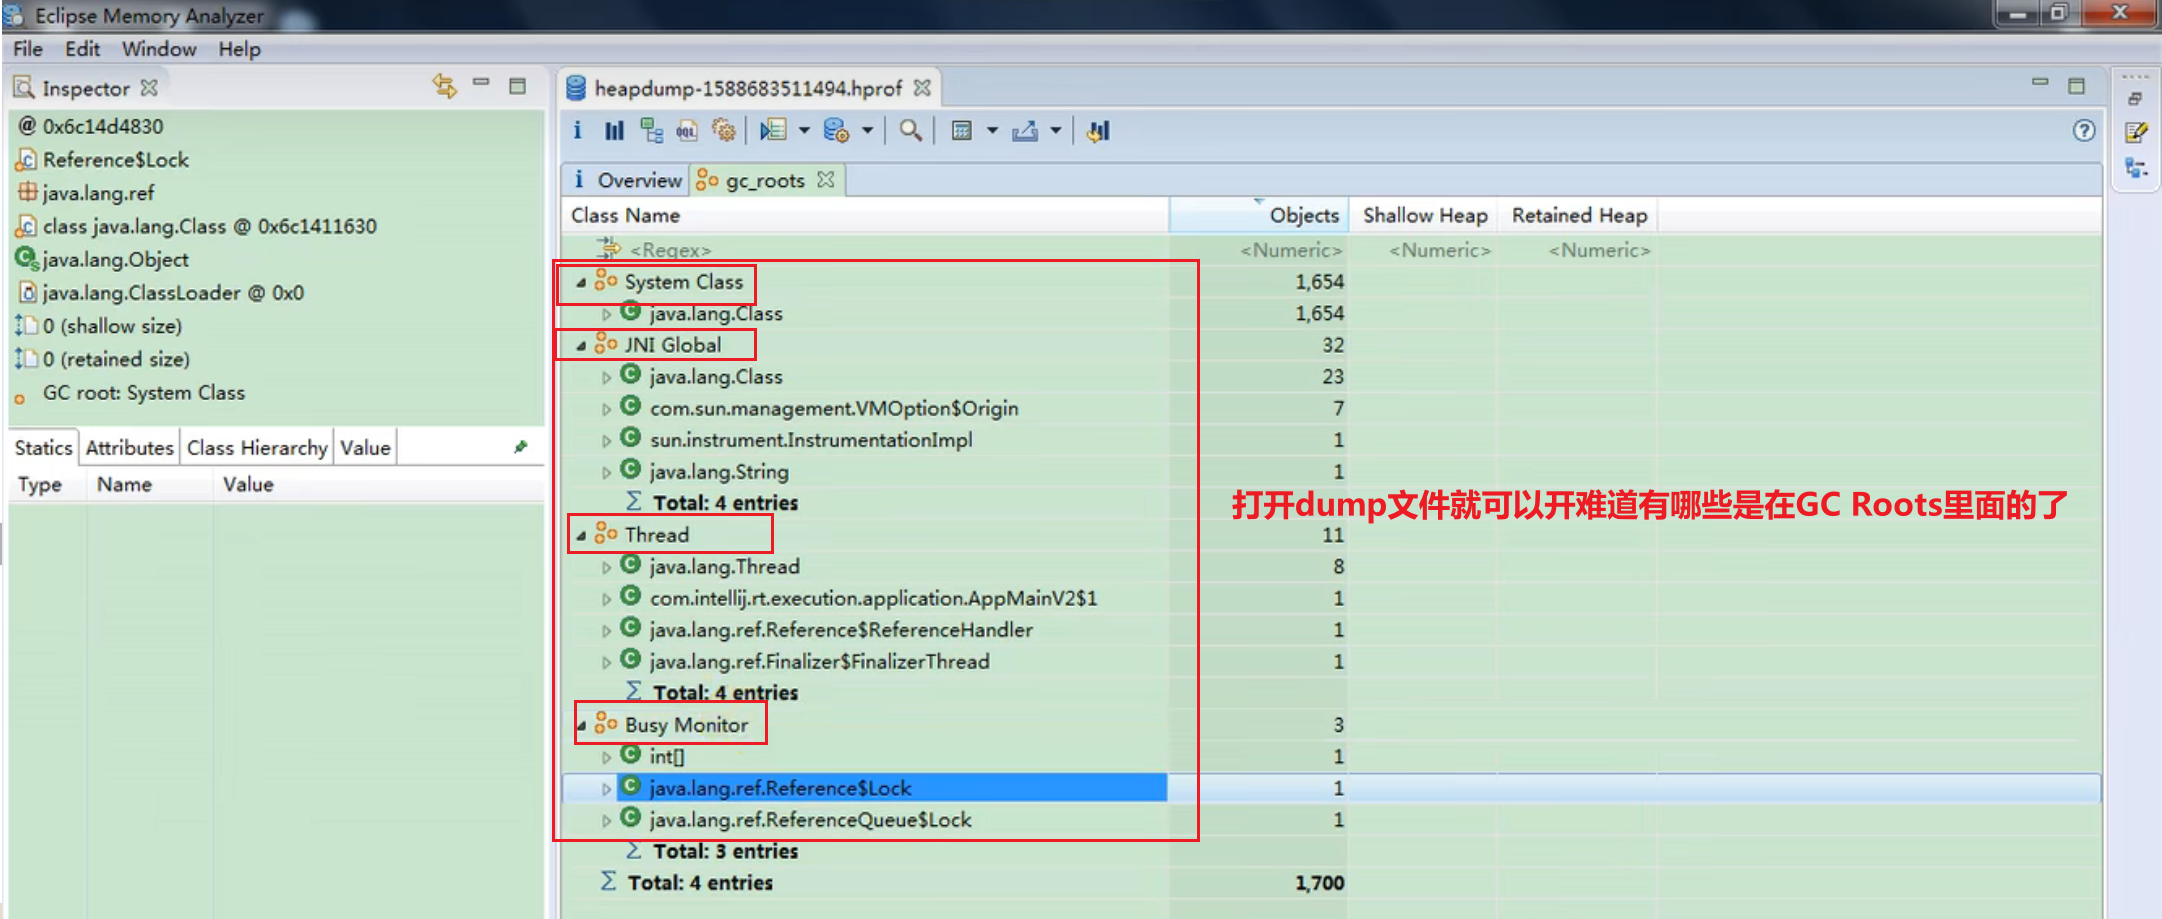 Eclipse Memory Analyzer
File Edit Window Help
Inspector
@ 0x6c14d4830
Reference$Lock
java.lang.ref
class java.lang.Class @ 0x6c1411630
java.lang.Object
java.lang.ClassLoader @ 0x0
0 (shallow size)
0 (retained size)
GC root: System Class
Statics Attributes Class Hierarchy Value
Type Name Value
heapdump-1588683511494.hprof
i OQL
i Overview gc_roots
Class Name Objects Shallow Heap Retained Heap
<Regex> <Numeric> <Numeric> <Numeric>
System Class 1,654
java.lang.Class 1,654
JNI Global 32
java.lang.Class 23
com.sun.management.VMOption$Origin 7
sun.instrument.InstrumentationImpl 1
java.lang.String 1
Σ Total: 4 entries
打开dump文件就可以开难道有哪些是在GC Roots里面的了
Thread 11
java.lang.Thread 8
com.intellij.rt.execution.application.AppMainV2$1 1
java.lang.ref.Reference$ReferenceHandler 1
java.lang.ref.Finalizer$FinalizerThread 1
Σ Total: 4 entries
Busy Monitor 3
int[] 1
java.lang.ref.Reference$Lock 1
java.lang.ref.ReferenceQueue$Lock 1
Σ Total: 3 entries
Σ Total: 4 entries 1,700